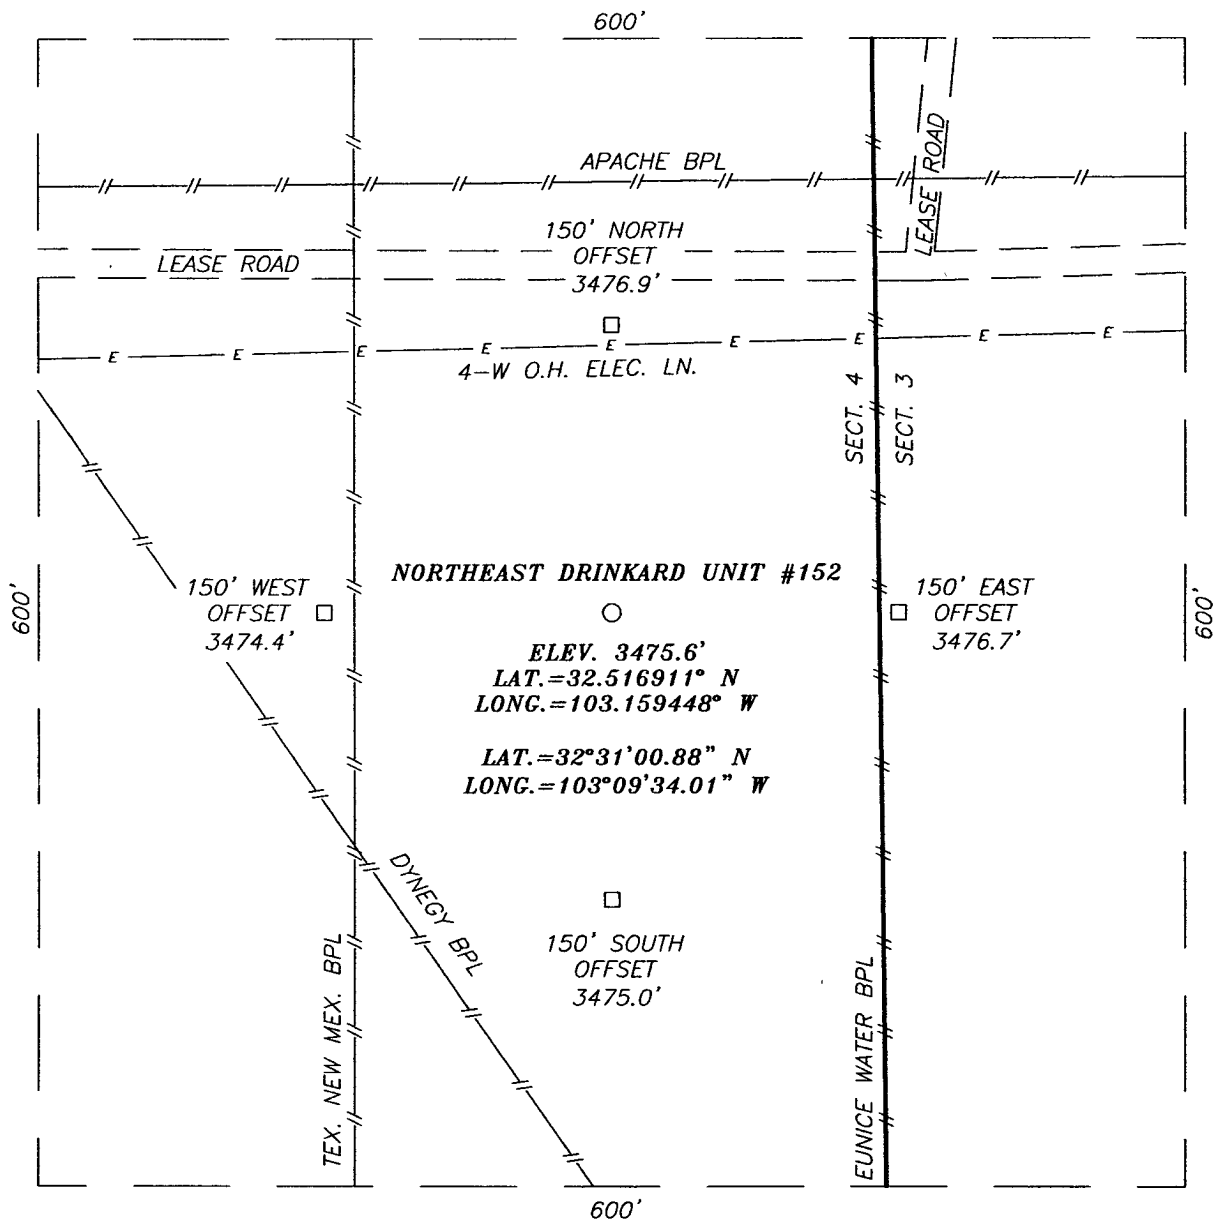 600'
APACHE BPL
LEASE ROAD
150' NORTH
OFFSET
3476.9'
LEASE ROAD
E E E E E E E E E
4-W O.H. ELEC. LN.
SECT. 4
SECT. 3
NORTHEAST DRINKARD UNIT #152
600'
150' WEST
OFFSET
3474.4'
150' EAST
OFFSET
3476.7'
600'
ELEV. 3475.6'
LAT.=32.516911° N
LONG.=103.159448° W
LAT.=32°31'00.88" N
LONG.=103°09'34.01" W
DYNEGY BPL
150' SOUTH
OFFSET
3475.0'
TEX. NEW MEX. BPL
EUNICE WATER BPL
600'